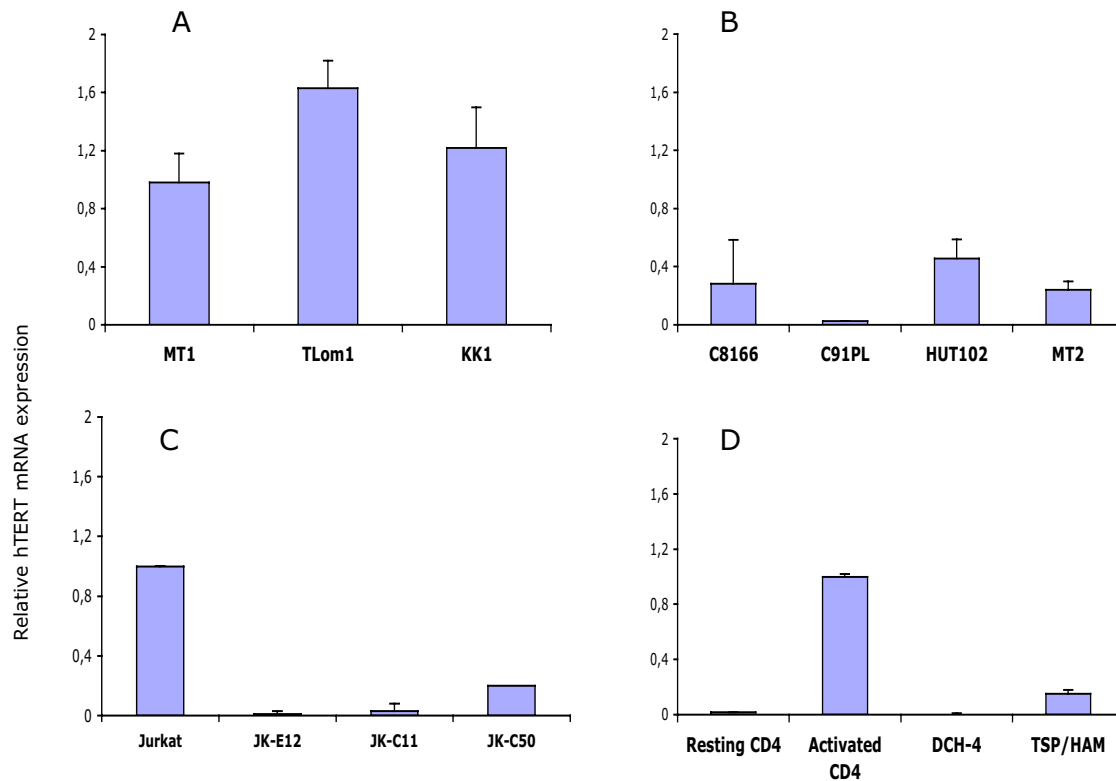 Relative hTERT mRNA expression
A
2
1,6
1,2
0,8
0,4
0
MT1 TLom1 KK1
B
2
1,6
1,2
0,8
0,4
0
C8166 C91PL HUT102 MT2
C
2
1,6
1,2
0,8
0,4
0
Jurkat JK-E12 JK-C11 JK-C50
D
2
1,6
1,2
0,8
0,4
0
Resting CD4 Activated DCH-4 TSP/HAM
CD4